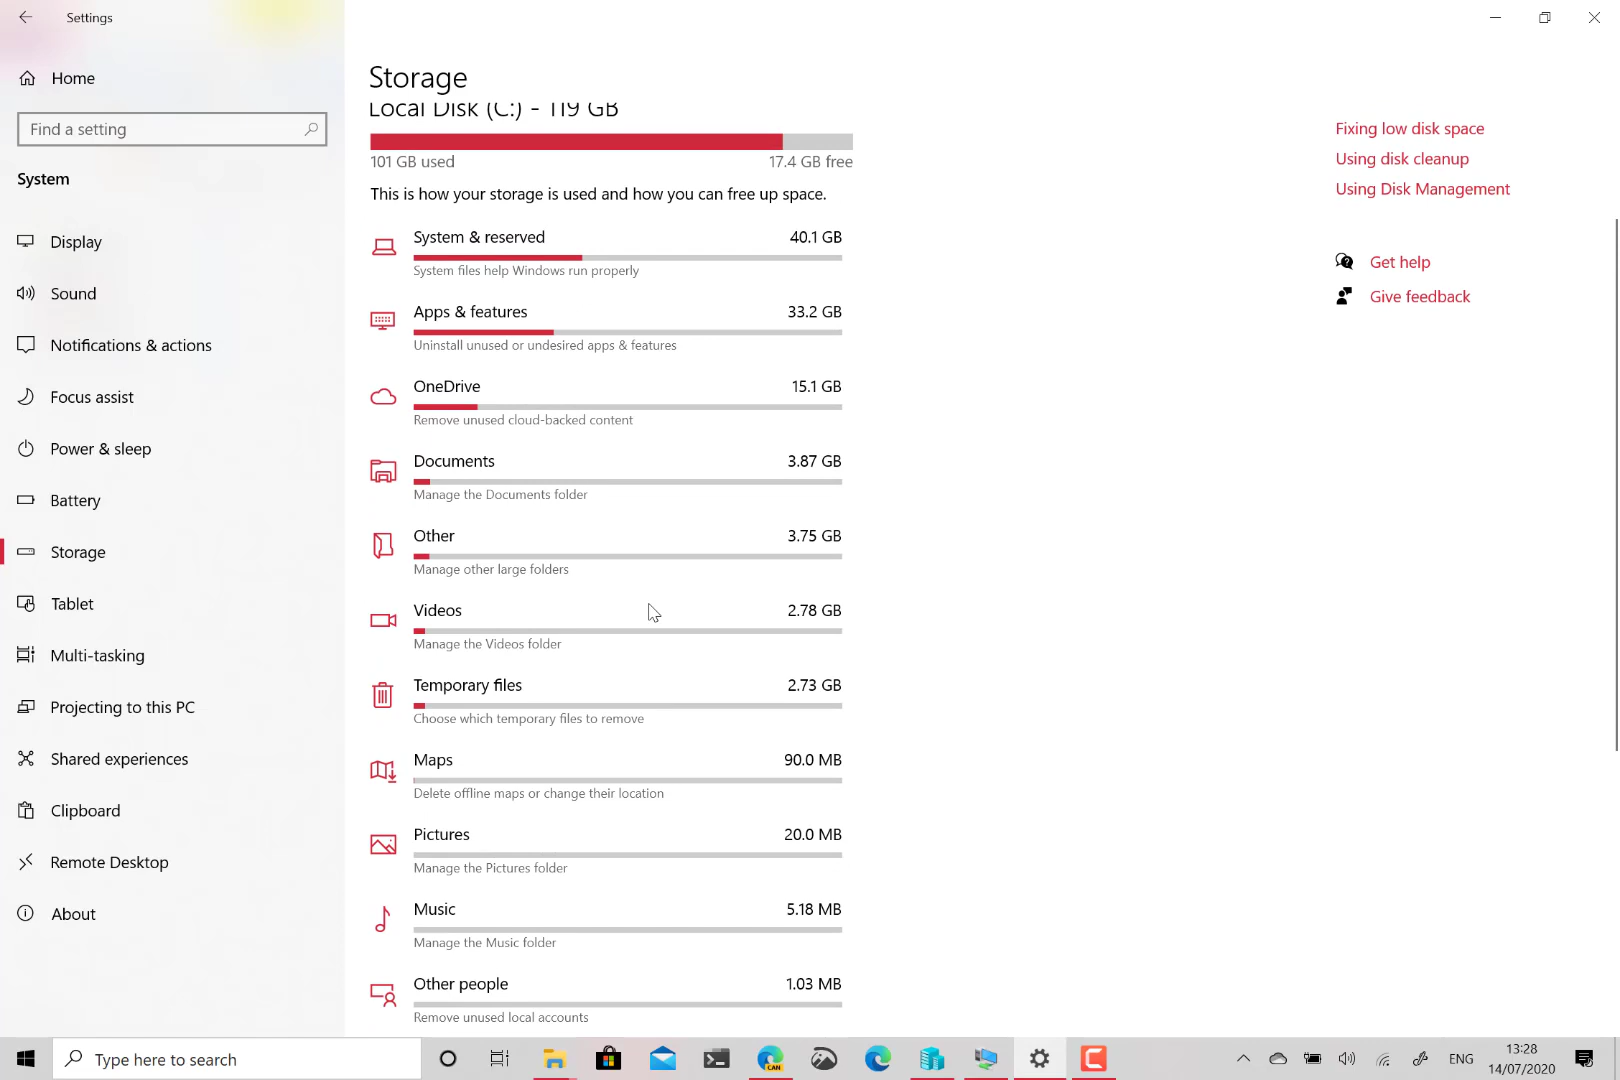 Settings
Home
Find a setting
System
Display
Sound
Notifications & actions
Focus assist
Power & sleep
Battery
Storage
Tablet
Multi-tasking
Projecting to this PC
Shared experiences
Clipboard
Remote Desktop
About
Storage
Local Disk (C:) - 119 GB
101 GB used
17.4 GB free
This is how your storage is used and how you can free up space.
System & reserved 40.1 GB
System files help Windows run properly
Apps & features 33.2 GB
Uninstall unused or undesired apps & features
OneDrive 15.1 GB
Remove unused cloud-backed content
Documents 3.87 GB
Manage the Documents folder
Other 3.75 GB
Manage other large folders
Videos 2.78 GB
Manage the Videos folder
Temporary files 2.73 GB
Choose which temporary files to remove
Maps 90.0 MB
Delete offline maps or change their location
Pictures 20.0 MB
Manage the Pictures folder
Music 5.18 MB
Manage the Music folder
Other people 1.03 MB
Remove unused local accounts
Fixing low disk space
Using disk cleanup
Using Disk Management
Get help
Give feedback
Type here to search
CAN
ENG
13:28
14/07/2020